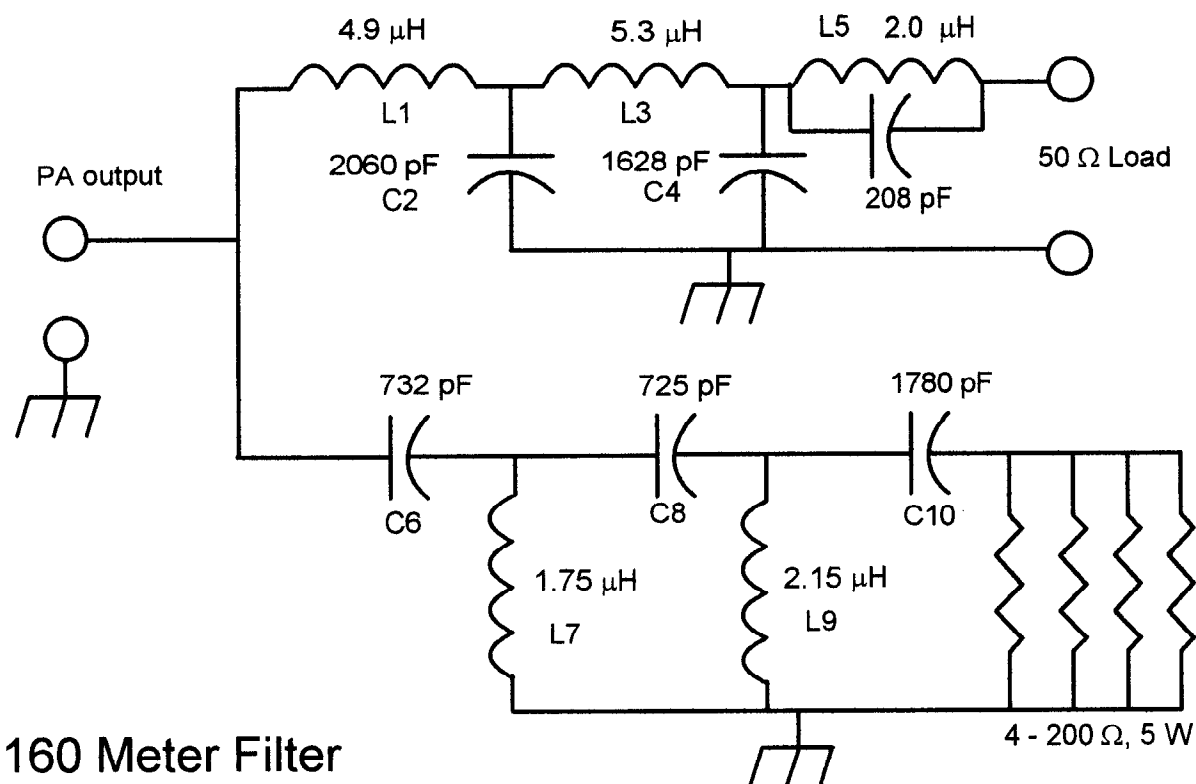 4.9 μH
5.3 μH
L5 2.0 μH
L1
L3
PA output
2060 pF
C2
1628 pF
C4
208 pF
50 Ω Load
732 pF
725 pF
1780 pF
C6
C8
C10
1.75 μH
L7
2.15 μH
L9
4 - 200 Ω, 5 W
160 Meter Filter